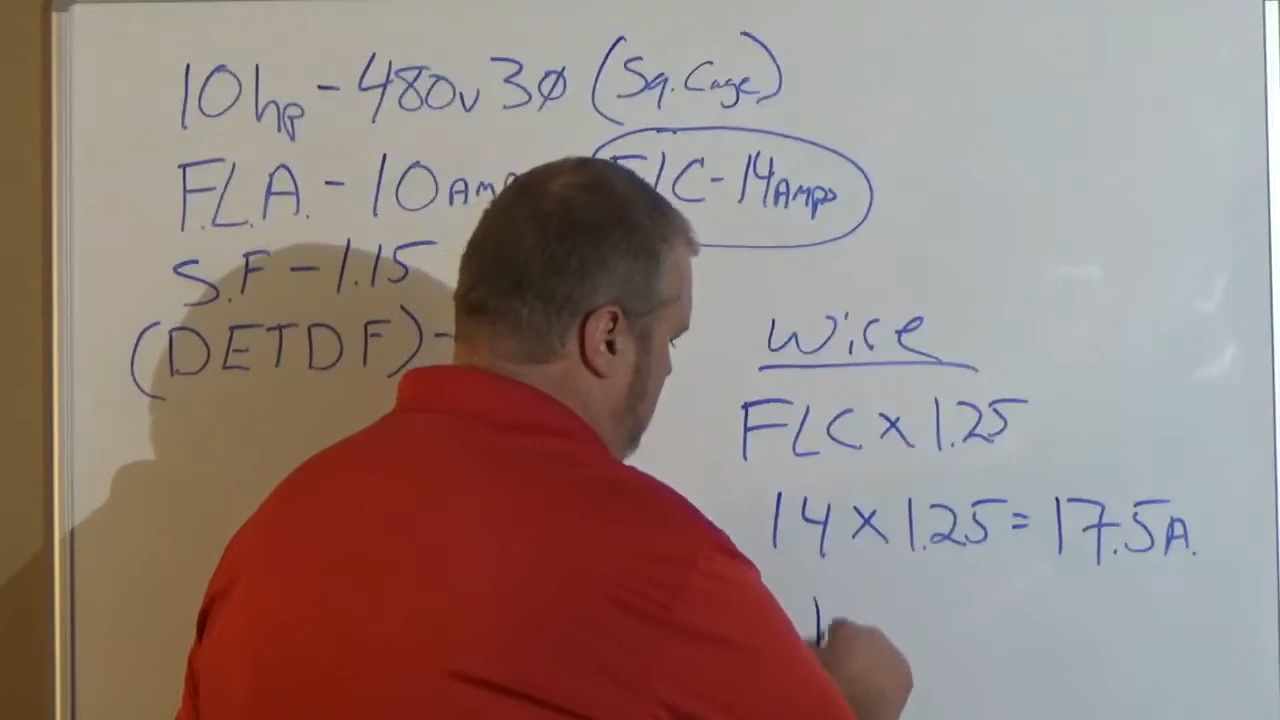 10hp - 480v 3Ø (Sq. Cage)
F.L.A. - 10 Amps FLC - 14 Amps
S.F - 1.15
(DETDF) -
Wire
FLC x 1.25
14 x 1.25 = 17.5A.